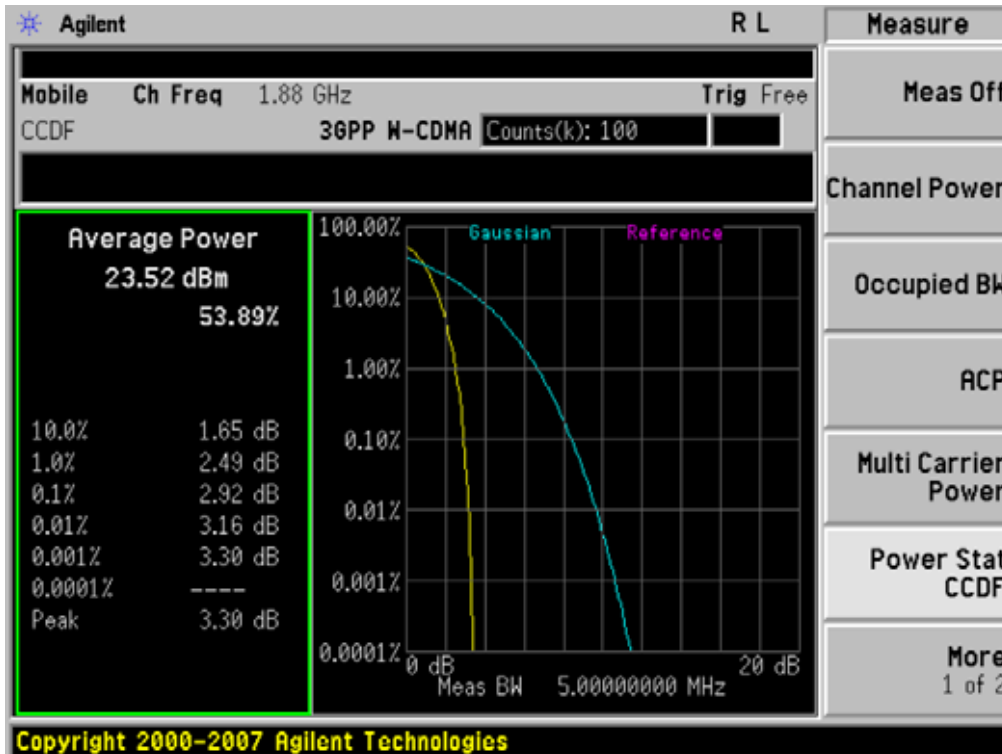 Agilent R L Measure
Mobile Ch Freq 1.88 GHz Trig Free
CCDF 3GPP W-CDMA Counts(k): 100
Average Power
23.52 dBm
53.89%
10.0% 1.65 dB
1.0% 2.49 dB
0.1% 2.92 dB
0.01% 3.16 dB
0.001% 3.30 dB
0.0001% ----
Peak 3.30 dB
Gaussian Reference
100.00%
10.00%
1.00%
0.10%
0.01%
0.001%
0.0001%
0 dB 20 dB
Meas BW 5.00000000 MHz
Meas Off
Channel Power
Occupied BW
ACP
Multi Carrier
Power
Power Stat
CCDF
More
1 of 2
Copyright 2000-2007 Agilent Technologies